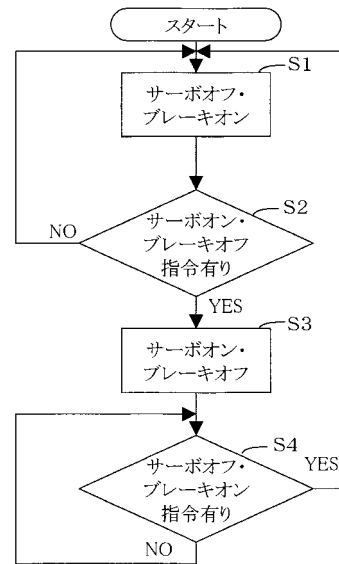 スタート
S1
サーボオフ・
ブレーキオン
S2
サーボオン・
ブレーキオフ
指令有り
NO
YES
S3
サーボオン・
ブレーキオフ
S4
サーボオフ・
ブレーキオン
指令有り
YES
NO